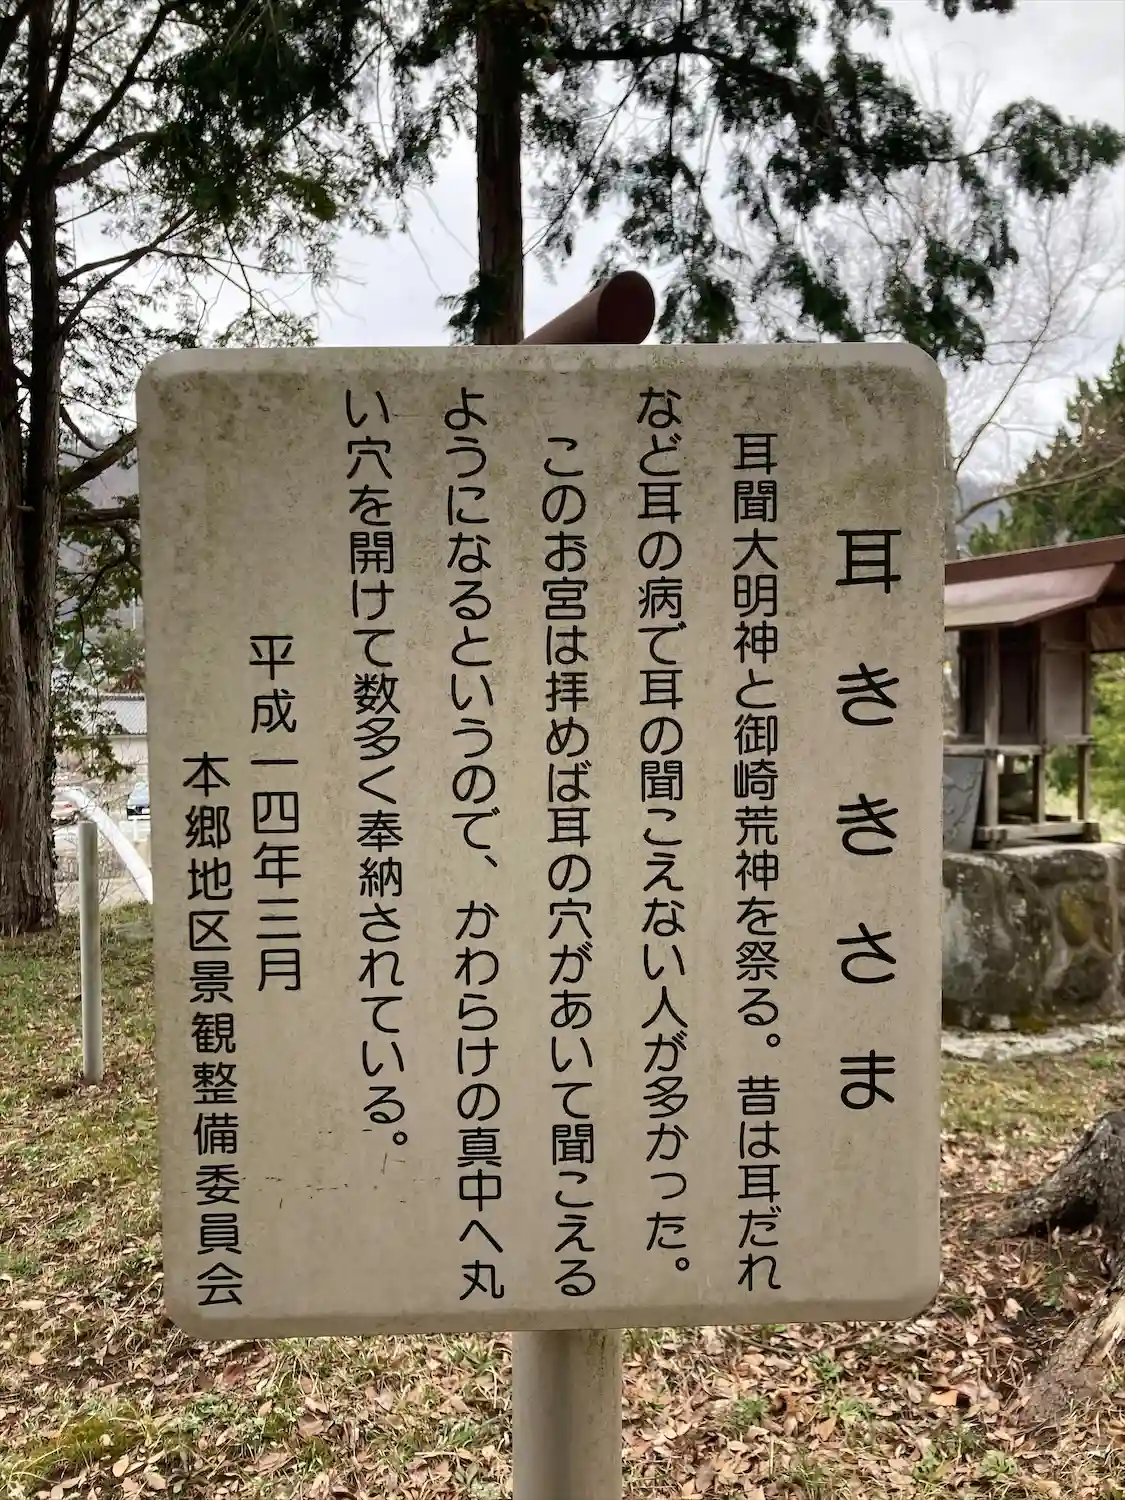 耳ききさま
耳聞大明神と御崎荒神を祭る。昔は耳だれ
など耳の病で耳の聞こえない人が多かった。
このお宮は拝めば耳の穴があいて聞こえる
ようになるというので、かわらけの真中へ丸
い穴を開けて数多く奉納されている。
平成一四年三月
本郷地区景観整備委員会